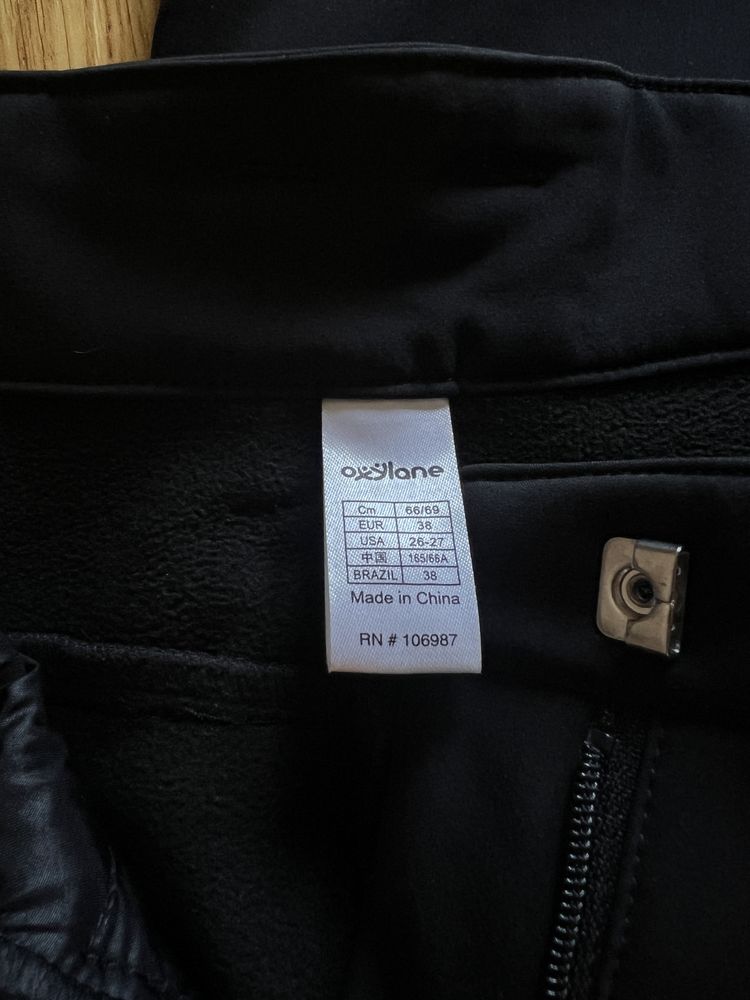 oxylane
Cm 66/69
EUR 38
USA 26-27
中国 165/66A
BRAZIL 38
Made in China
RN # 106987